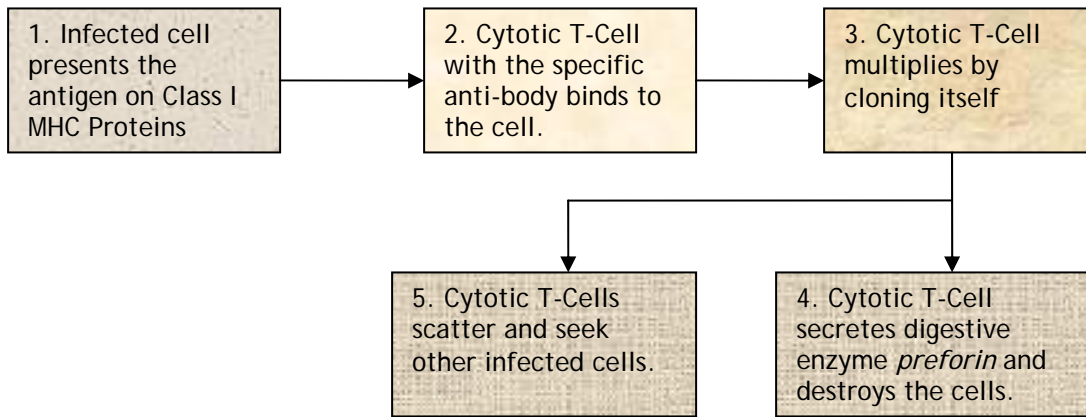 1. Infected cell
presents the
antigen on Class I
MHC Proteins
2. Cytotic T-Cell
with the specific
anti-body binds to
the cell.
3. Cytotic T-Cell
multiplies by
cloning itself
5. Cytotic T-Cells
scatter and seek
other infected cells.
4. Cytotic T-Cell
secretes digestive
enzyme preforin and
destroys the cells.